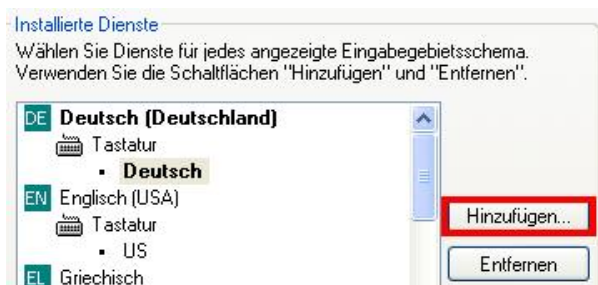 Installierte Dienste
Wählen Sie Dienste für jedes angezeigte Eingabegebietsschema.
Verwenden Sie die Schaltflächen "Hinzufügen" und "Entfernen".
DE Deutsch (Deutschland)
Tastatur
• Deutsch
EN Englisch (USA)
Tastatur
• US
EL Griechisch
Hinzufügen...
Entfernen